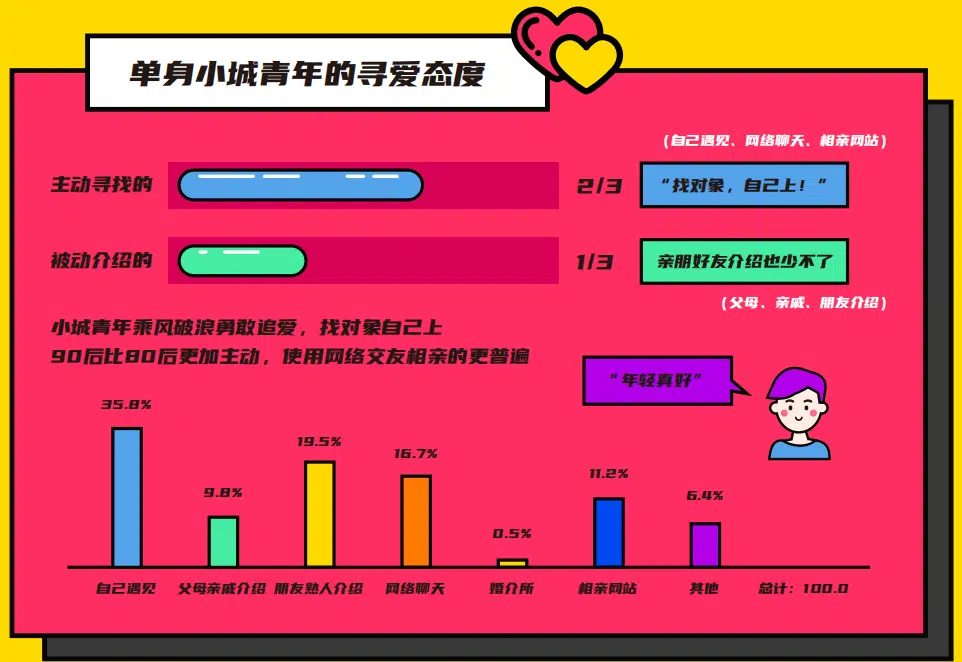 单身小城青年的寻爱态度
(自己遇见、网络聊天、相亲网站)
主动寻找的
2/3
“找对象，自己上！”
被动介绍的
1/3
亲朋好友介绍也少不了
(父母、亲戚、朋友介绍)
小城青年乘风破浪勇敢追爱，找对象自己上
90后比80后更加主动，使用网络交友相亲的更普遍
“年轻真好”
35.8%
9.8%
19.5%
16.7%
0.5%
11.2%
6.4%
自己遇见
父母亲戚介绍
朋友熟人介绍
网络聊天
婚介所
相亲网站
其他
总计：100.0